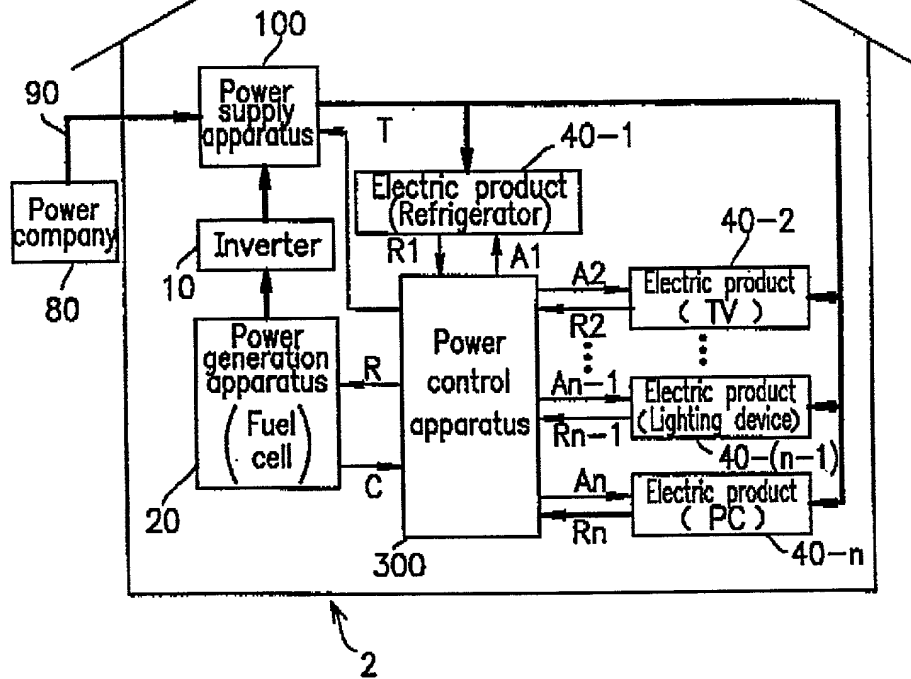 100
90
Power
supply
apparatus
T
40-1
Electric product
(Refrigerator)
Power
company
80
Inverter
10
R1
A1
40-2
A2
Electric product
( TV )
R2
Power
generation
apparatus
( Fuel
cell )
R
C
20
Power
control
apparatus
300
An-1
Electric product
(Lighting device)
Rn-1
40-(n-1)
An
Electric product
( PC )
Rn
40-n
2